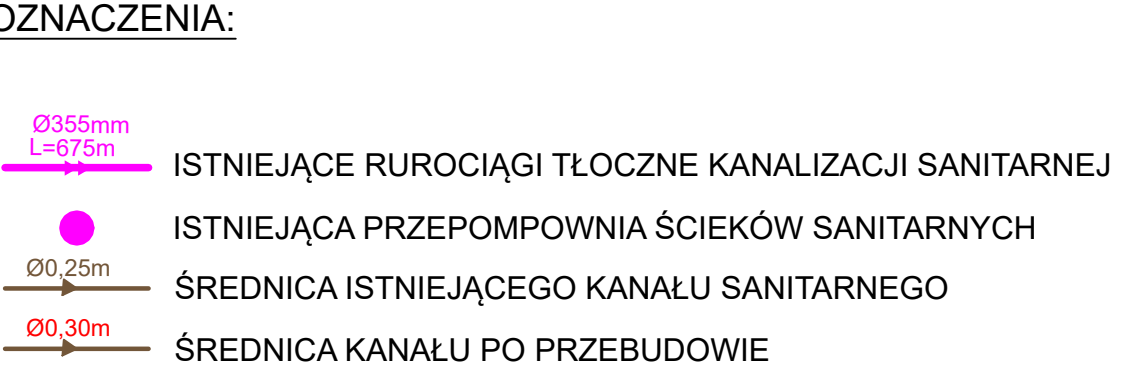 OZNACZENIA:
Ø355mm
L=675m
ISTNIEJĄCE RUROCIĄGI TŁOCZNE KANALIZACJI SANITARNEJ
ISTNIEJĄCA PRZEPOMPOWNIA ŚCIEKÓW SANITARNYCH
Ø0,25m
ŚREDNICA ISTNIEJĄCEGO KANAŁU SANITARNEGO
Ø0,30m
ŚREDNICA KANAŁU PO PRZEBUDOWIE